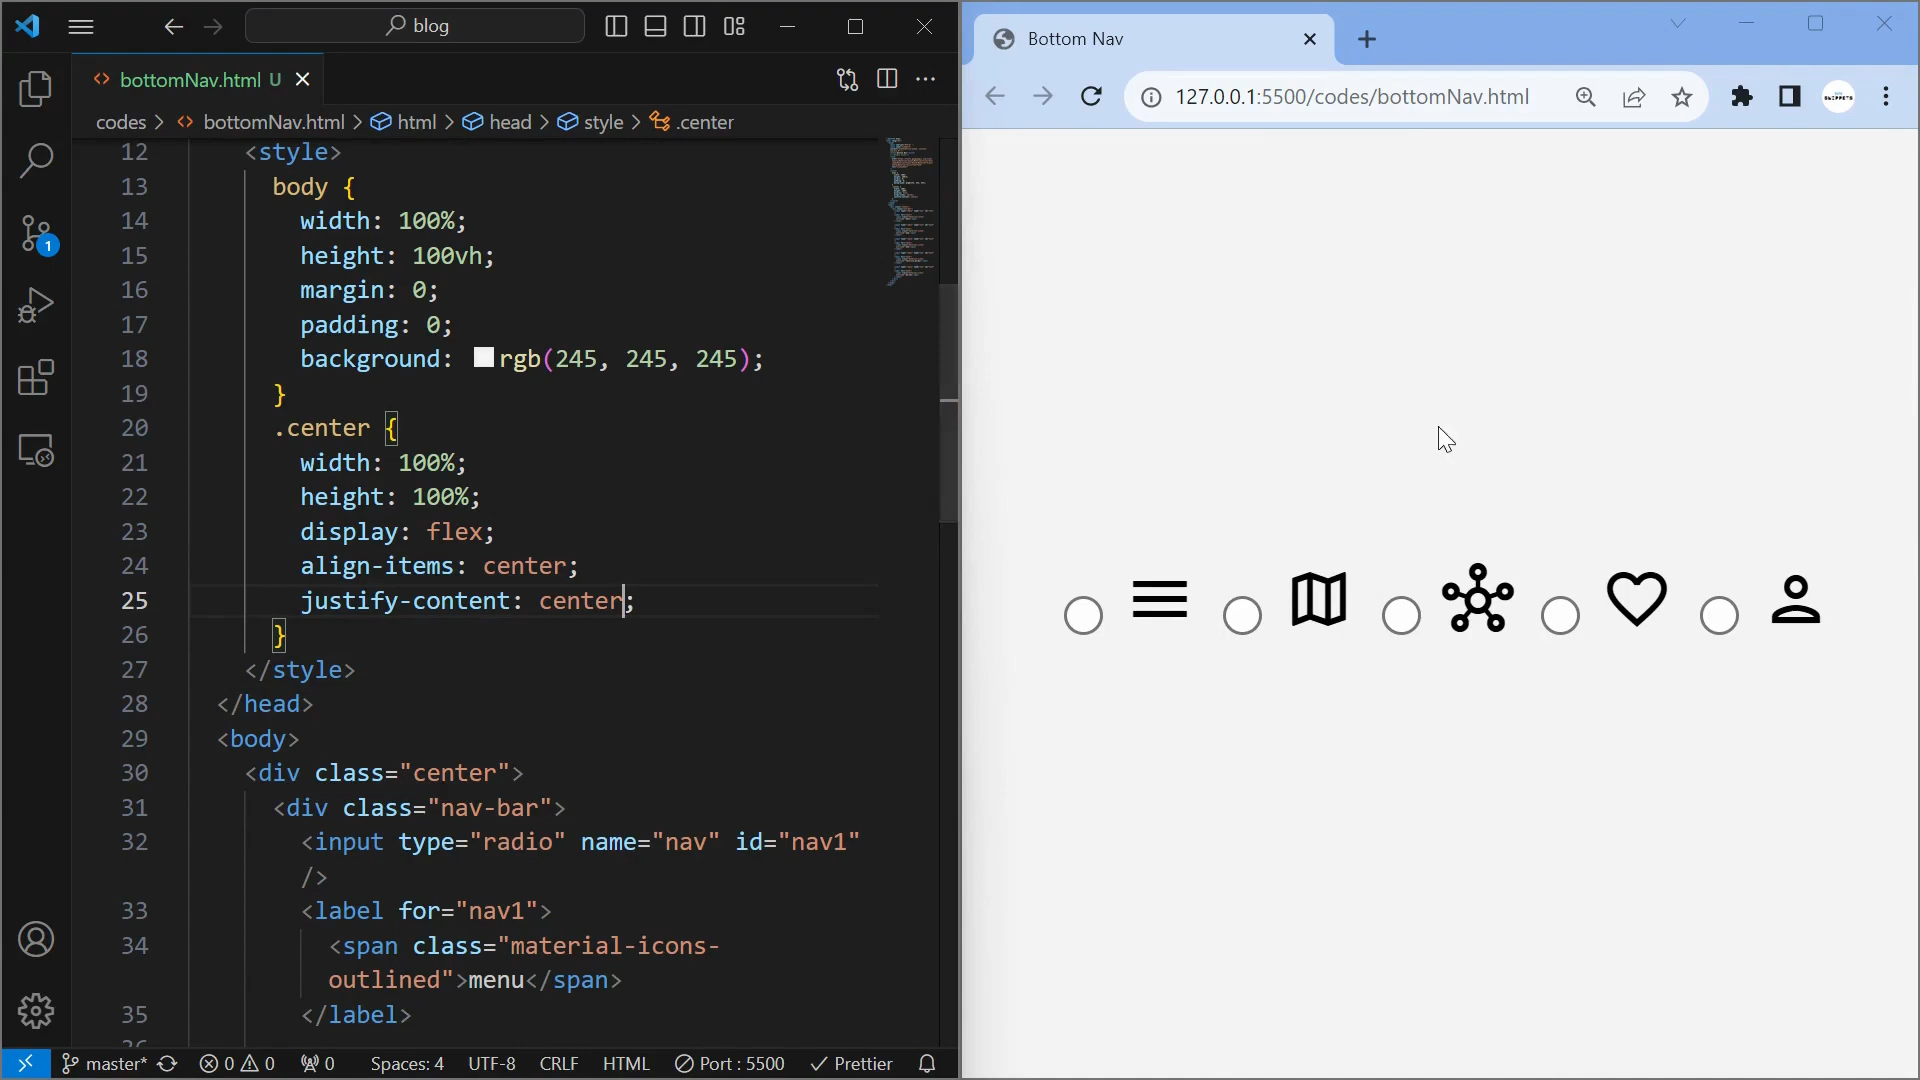 blog
bottomNav.html U
codes > bottomNav.html > html > head > style > .center
12 <style>
13 body {
14 width: 100%;
15 height: 100vh;
16 margin: 0;
17 padding: 0;
18 background: rgb(245, 245, 245);
19 }
20 .center {
21 width: 100%;
22 height: 100%;
23 display: flex;
24 align-items: center;
25 justify-content: center;
26 }
27 </style>
28 </head>
29 <body>
30 <div class="center">
31 <div class="nav-bar">
32 <input type="radio" name="nav" id="nav1"
/>
33 <label for="nav1">
34 <span class="material-icons-
outlined">menu</span>
35 </label>
1
master* 0 0 0 Spaces: 4 UTF-8 CRLF HTML Port : 5500 Prettier
Bottom Nav
127.0.0.1:5500/codes/bottomNav.html
SNIPPETS